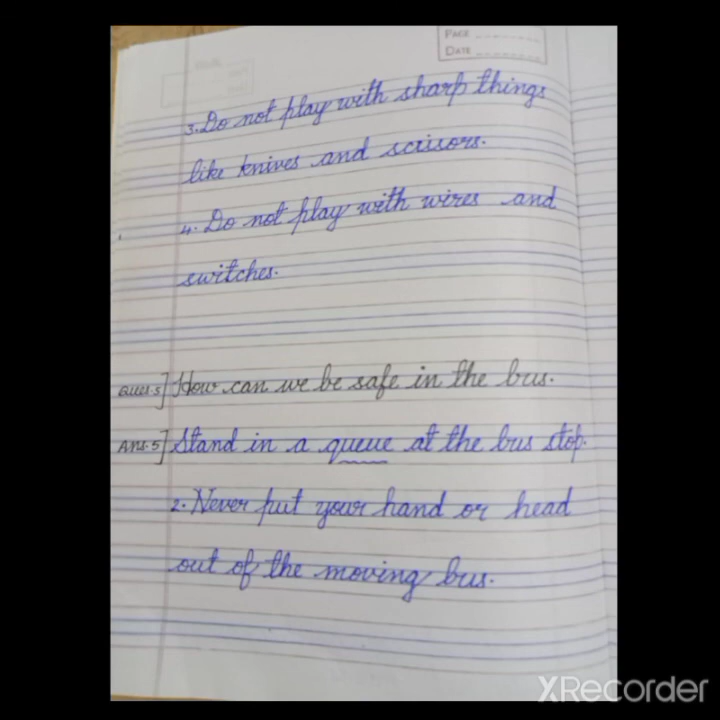 PAGE
DATE
3. Do not play with sharp things
like knives and scissors.
4. Do not play with wires and
switches.
Ques.5] How can we be safe in the bus.
Ans.5] Stand in a queue at the bus stop.
2. Never put your hand or head
out of the moving bus.
XRecorder